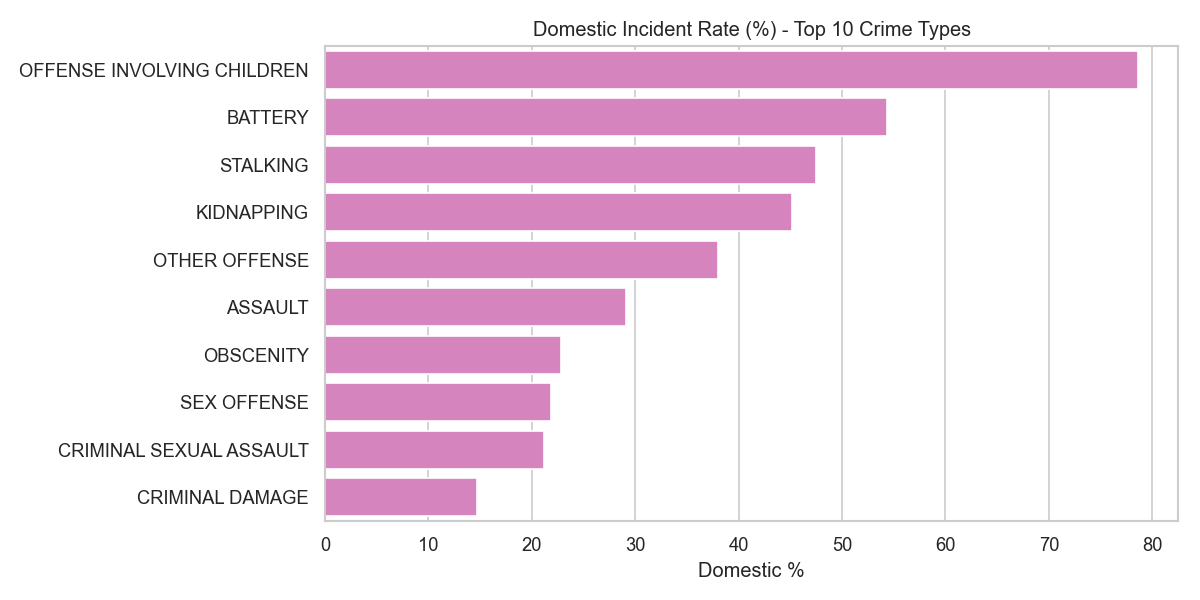 Domestic Incident Rate (%) - Top 10 Crime Types
OFFENSE INVOLVING CHILDREN
BATTERY
STALKING
KIDNAPPING
OTHER OFFENSE
ASSAULT
OBSCENITY
SEX OFFENSE
CRIMINAL SEXUAL ASSAULT
CRIMINAL DAMAGE
0 10 20 30 40 50 60 70 80
Domestic %